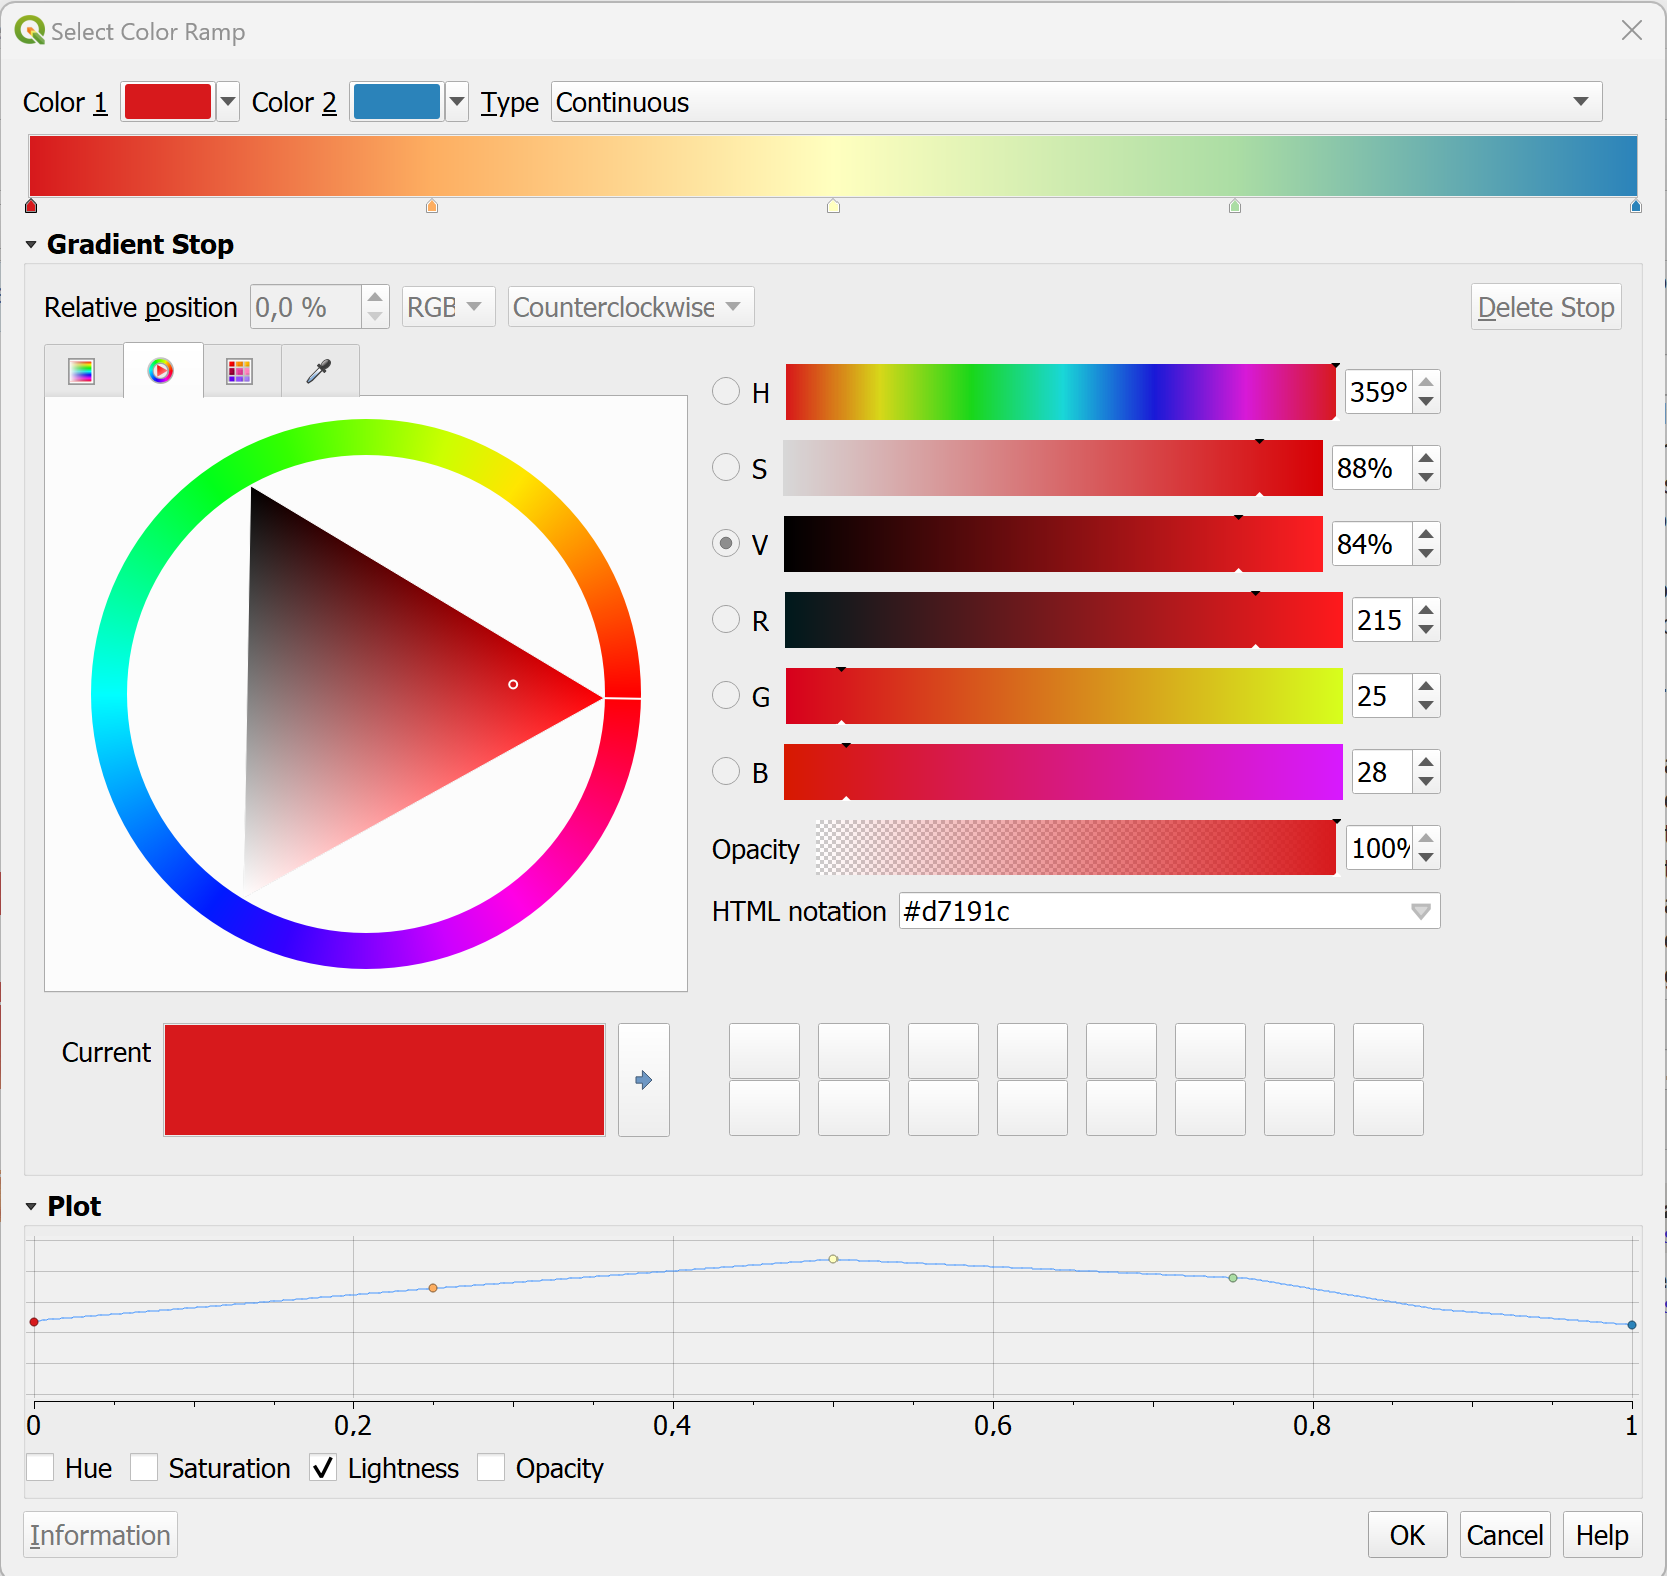 Select Color Ramp
Color 1 Color 2 Type Continuous
Gradient Stop
Relative position 0,0 % RGB Counterclockwise Delete Stop
H 359°
S 88%
V 84%
R 215
G 25
B 28
Opacity 100%
HTML notation #d7191c
Current
Plot
0 0,2 0,4 0,6 0,8 1
Hue Saturation Lightness Opacity
Information OK Cancel Help